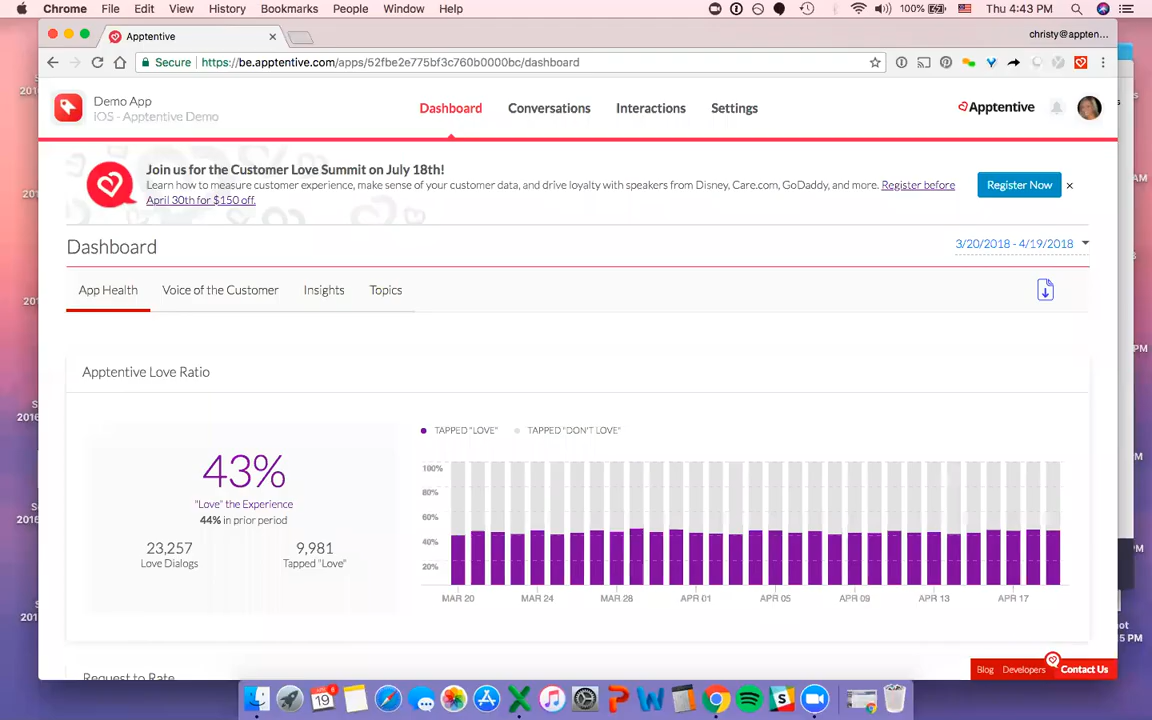 Chrome File Edit View History Bookmarks People Window Help 100% Thu 4:43 PM
Apptentive christy@appten...
Secure https://be.apptentive.com/apps/52fbe2e775bf3c760b0000bc/dashboard
Demo App
iOS - Apptentive Demo
Dashboard Conversations Interactions Settings
Apptentive
Join us for the Customer Love Summit on July 18th!
Learn how to measure customer experience, make sense of your customer data, and drive loyalty with speakers from Disney, Care.com, GoDaddy, and more. Register before
April 30th for $150 off.
Register Now
Dashboard
3/20/2018 - 4/19/2018
App Health Voice of the Customer Insights Topics
Apptentive Love Ratio
43%
"Love" the Experience
44% in prior period
23,257 9,981
Love Dialogs Tapped "Love"
TAPPED "LOVE" TAPPED "DON'T LOVE"
100%
80%
60%
40%
20%
MAR 20 MAR 24 MAR 28 APR 01 APR 05 APR 09 APR 13 APR 17
Request to Rate
Blog Developers Contact Us
19